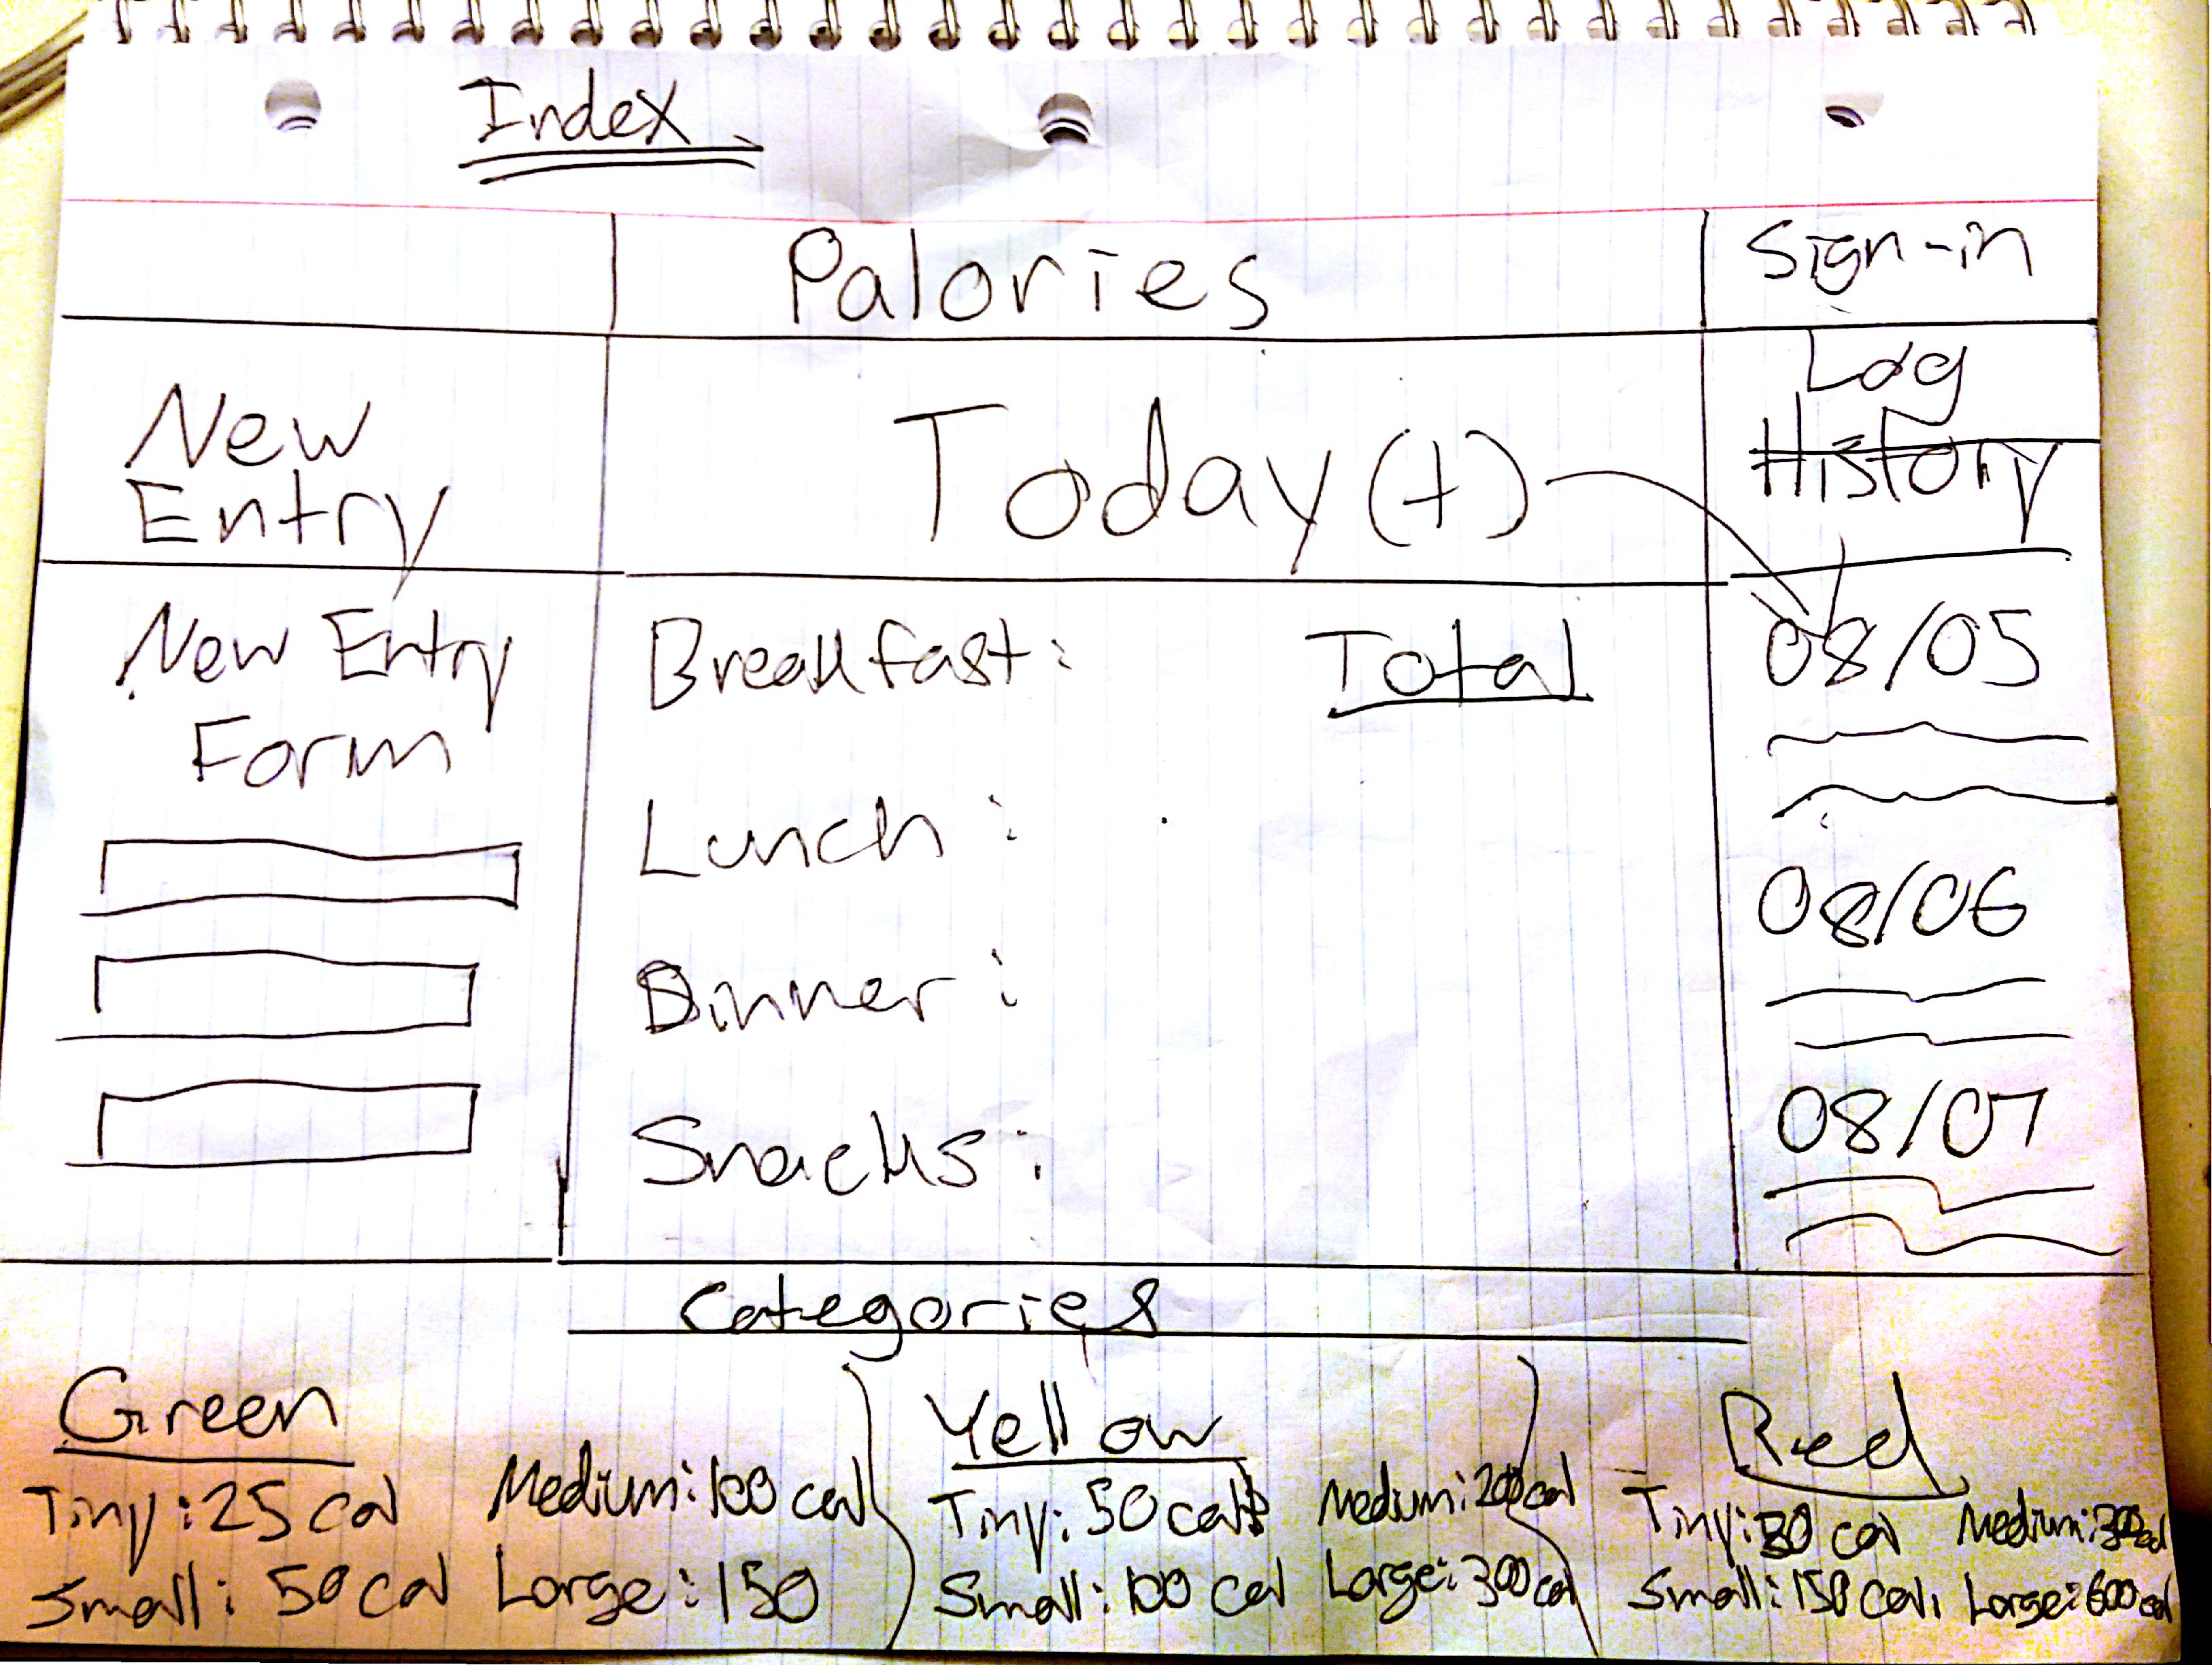 Index
Palories
Sign-in
New
Entry
Today (+)
Log
History
New Entry
Form
Breakfast:
Total
Lunch:
Dinner:
Snacks:
08/05
08/06
08/07
Categories
Green
Tiny: 25 cal
Medium: 100 cal
Small: 50 cal
Large: 150
Yellow
Tiny: 50 cal
Medium: 200 cal
Small: 100 cal
Large: 300 cal
Red
Tiny: cal
Medium: 300 cal
Small: 150 cal
Large: 600 cal